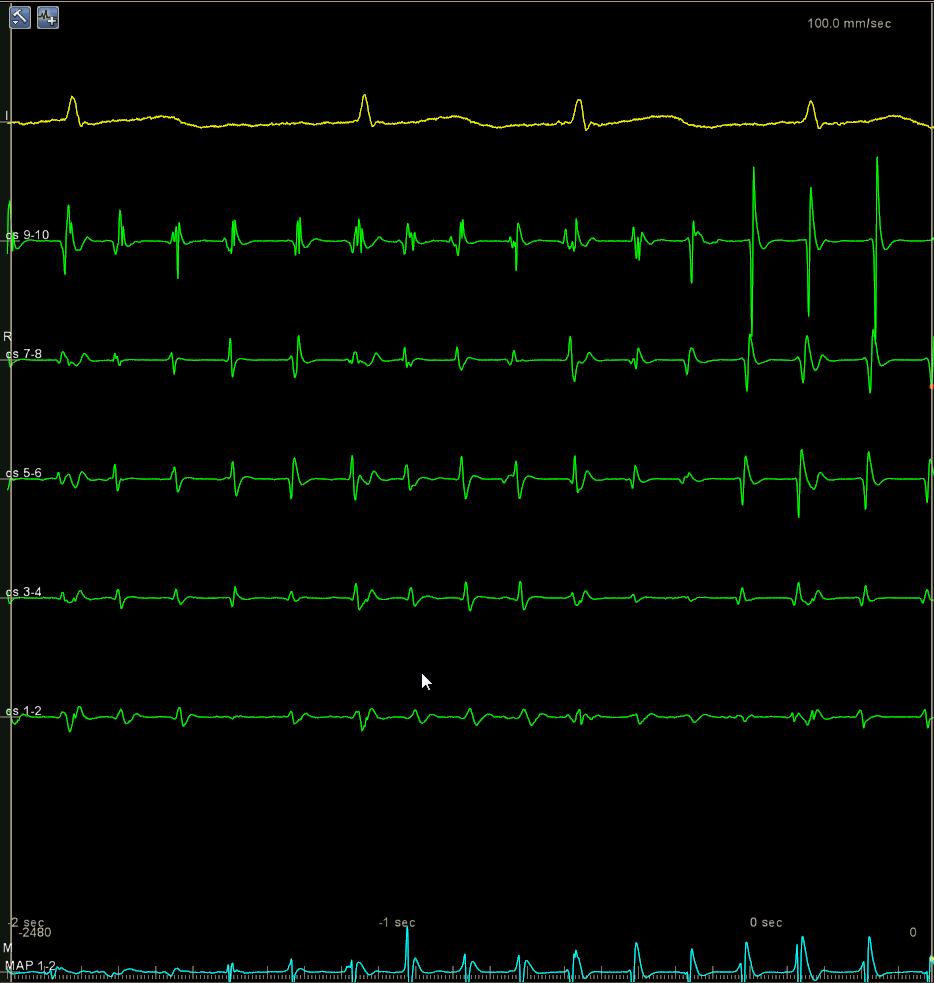 100.0 mm/sec
I
cs 9-10
R
cs 7-8
cs 5-6
cs 3-4
cs 1-2
-2 sec
-1 sec
0 sec
-2480
0
M
MAP 1-2